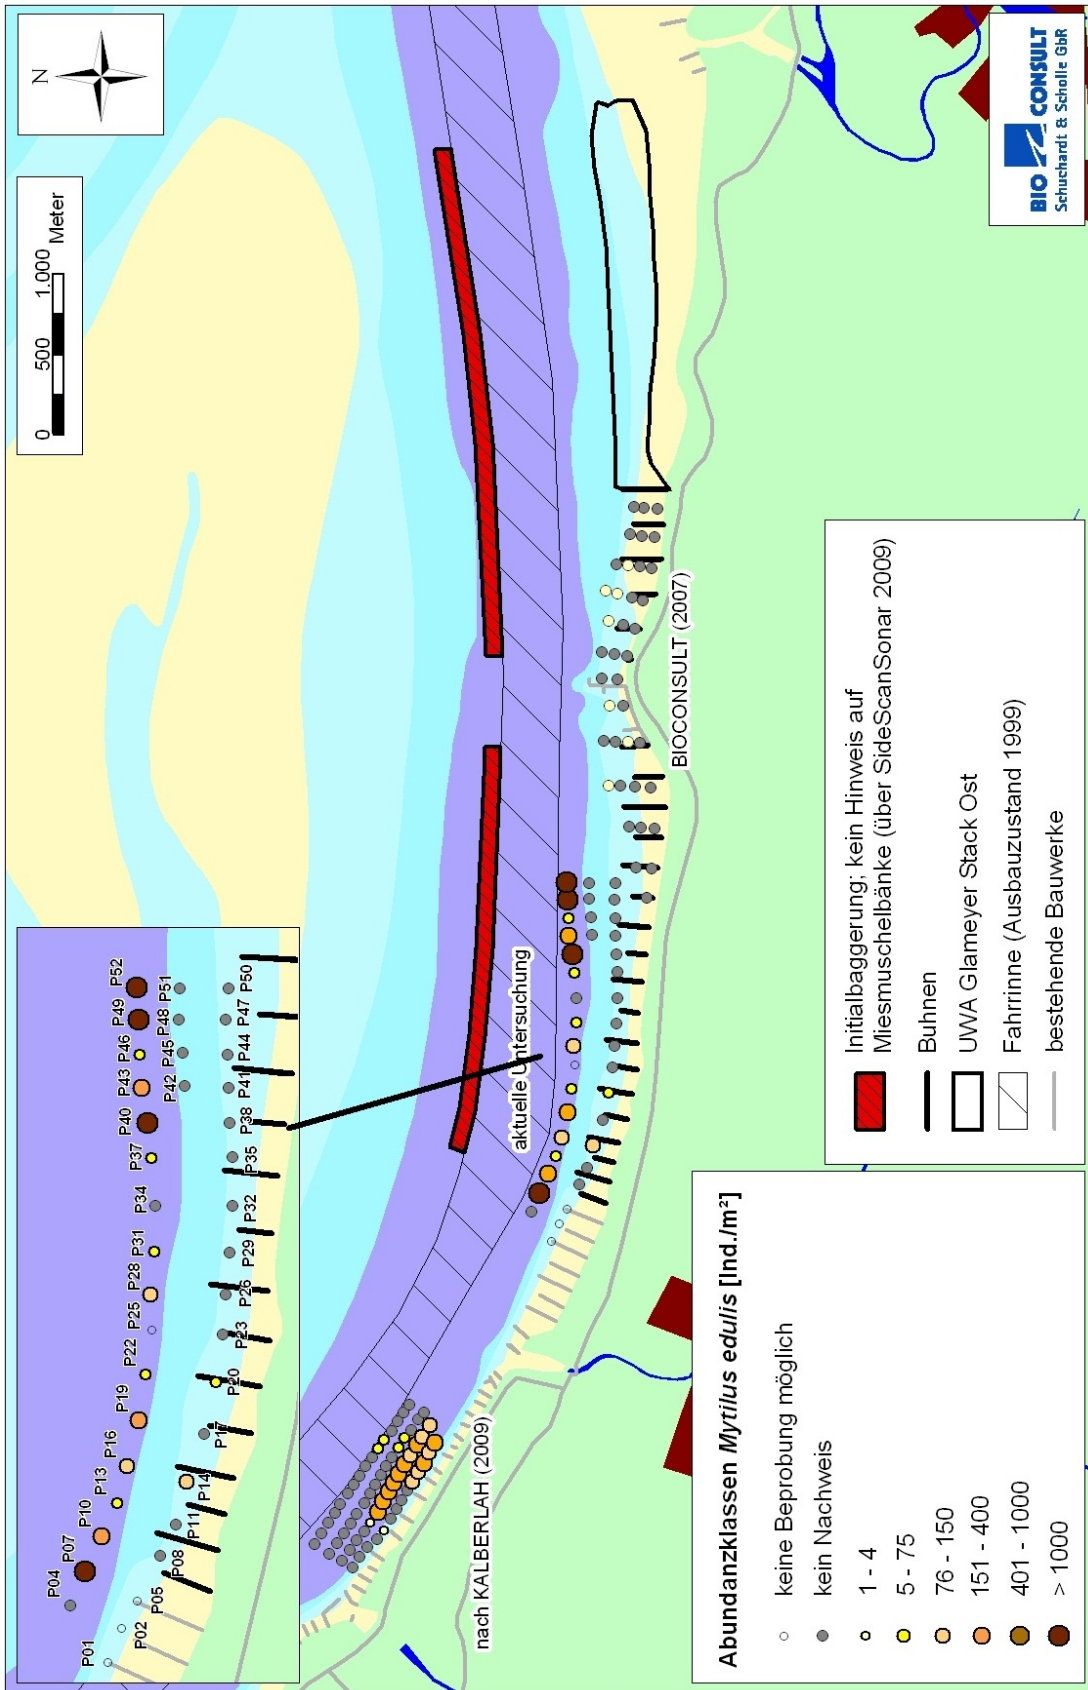 N
0 500 1.000
Meter
P01
P02
P04
P05
P07
P08
P10
P11
P13
P14
P16
P17
P19
P20
P22
P23
P25
P26
P28
P29
P31
P32
P34
P35
P37
P38
P40
P41
P42
P43
P44
P45
P46
P47
P48
P49
P50
P51
P52
aktuelle Untersuchung
nach KALBERLAH (2009)
BIOCONSULT (2007)
Abundanzklassen Mytilus edulis [Ind./m²]
keine Beprobung möglich
kein Nachweis
1 - 4
5 - 75
76 - 150
151 - 400
401 - 1000
> 1000
Initialbaggerung; kein Hinweis auf
Miesmuschelbänke (über SideScanSonar 2009)
Buhnen
UWA Glameyer Stack Ost
Fahrrinne (Ausbauzustand 1999)
bestehende Bauwerke
BIO CONSULT
Schuchardt & Scholle GbR